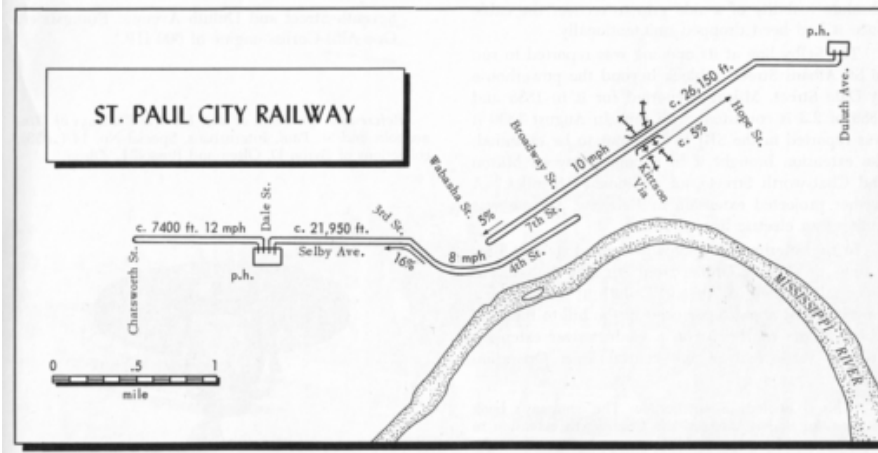 p.h.
ST. PAUL CITY RAILWAY
c. 26,150 ft.
Duluth Ave.
Hope St.
c. 5%
Broadway St.
10 mph
Kittson
Via
Wabasha St.
5%
7th St.
Dale St.
3rd St.
c. 7400 ft. 12 mph
c. 21,950 ft.
Selby Ave.
16%
8 mph
4th St.
p.h.
Chatsworth St.
MISSISSIPPI RIVER
0 .5 1
mile